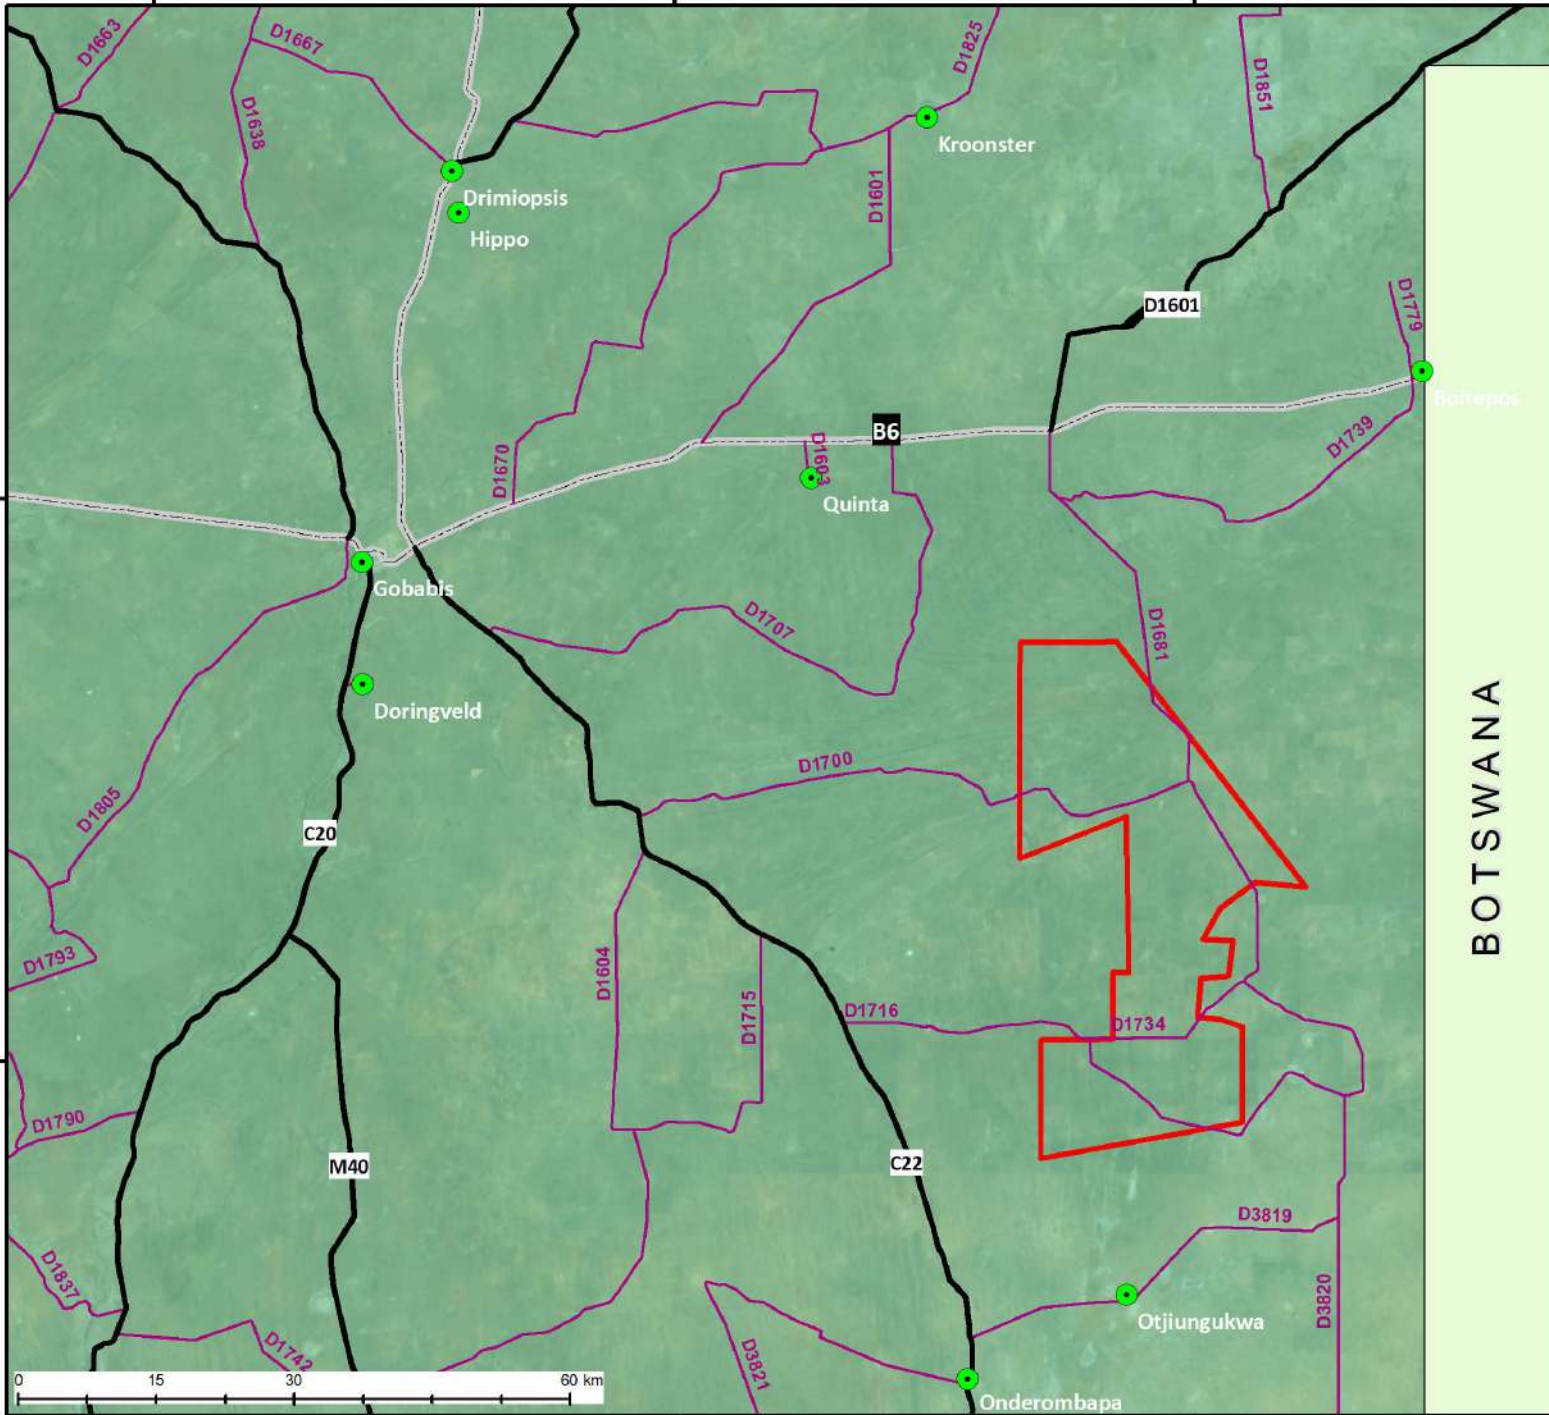 D1663
D1667
D1825
D1851
D1638
Kroonster
Drimiopsis
D1601
Hippo
D1601
D1779
Boitepos
B6
D1739
D1670
D1603
Quinta
Gobabis
D1707
D1681
Doringveld
BOTSWANA
D1700
D1805
C20
D1793
D1604
D1715
D1716
D1734
D1790
M40
C22
D3819
D1837
D3820
Otjiungukwa
D1742
D3821
0 15 30 60 km
Onderombapa